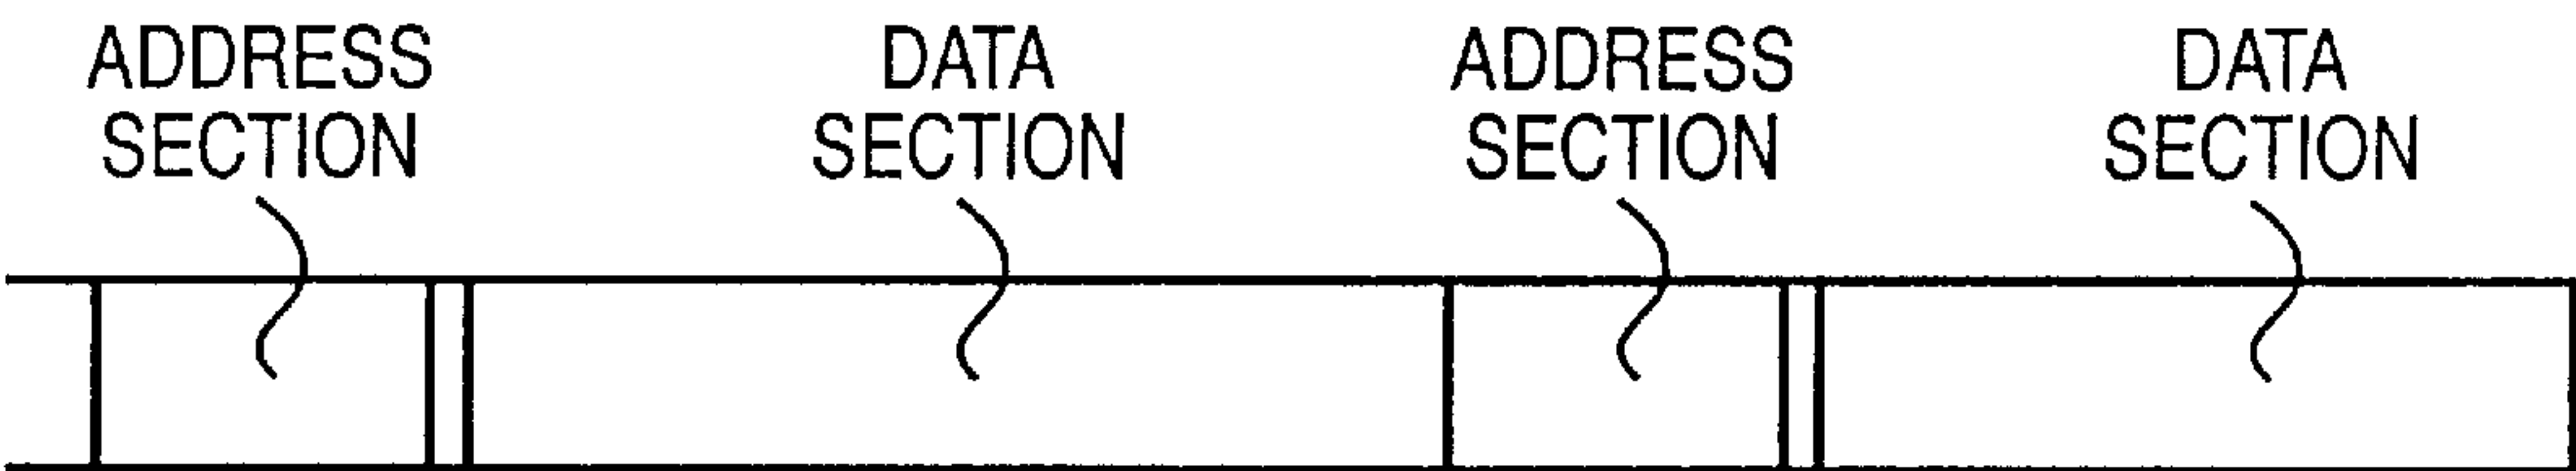 ADDRESS
SECTION
DATA
SECTION
ADDRESS
SECTION
DATA
SECTION